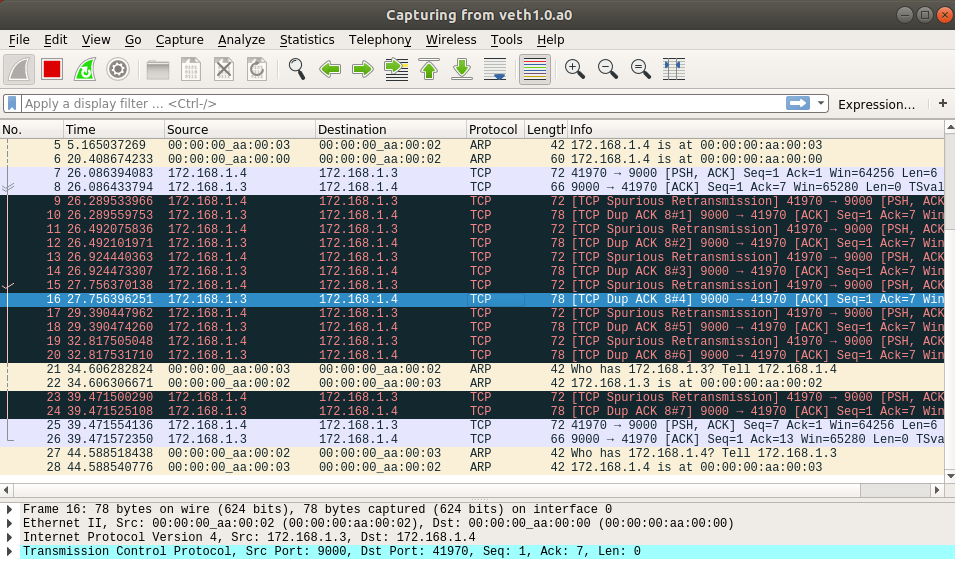 Capturing from veth1.0.a0
File Edit View Go Capture Analyze Statistics Telephony Wireless Tools Help
Apply a display filter … <Ctrl-/> Expression… +
No. Time Source Destination Protocol Length Info
5 5.165037269 00:00:00_aa:00:03 00:00:00_aa:00:02 ARP 42 172.168.1.4 is at 00:00:00:aa:00:03
6 20.408674233 00:00:00_aa:00:00 00:00:00_aa:00:02 ARP 60 172.168.1.4 is at 00:00:00:aa:00:00
7 26.086394083 172.168.1.4 172.168.1.3 TCP 72 41970 → 9000 [PSH, ACK] Seq=1 Ack=1 Win=64256 Len=6
8 26.086433794 172.168.1.3 172.168.1.4 TCP 66 9000 → 41970 [ACK] Seq=1 Ack=7 Win=65280 Len=0 TSval
9 26.289533966 172.168.1.4 172.168.1.3 TCP 72 [TCP Spurious Retransmission] 41970 → 9000 [PSH, ACK
10 26.289559753 172.168.1.3 172.168.1.4 TCP 78 [TCP Dup ACK 8#1] 9000 → 41970 [ACK] Seq=1 Ack=7 Win
11 26.492075836 172.168.1.4 172.168.1.3 TCP 72 [TCP Spurious Retransmission] 41970 → 9000 [PSH, ACK
12 26.492101971 172.168.1.3 172.168.1.4 TCP 78 [TCP Dup ACK 8#2] 9000 → 41970 [ACK] Seq=1 Ack=7 Win
13 26.924440363 172.168.1.4 172.168.1.3 TCP 72 [TCP Spurious Retransmission] 41970 → 9000 [PSH, ACK
14 26.924473307 172.168.1.3 172.168.1.4 TCP 78 [TCP Dup ACK 8#3] 9000 → 41970 [ACK] Seq=1 Ack=7 Win
15 27.756370138 172.168.1.4 172.168.1.3 TCP 72 [TCP Spurious Retransmission] 41970 → 9000 [PSH, ACK
16 27.756396251 172.168.1.3 172.168.1.4 TCP 78 [TCP Dup ACK 8#4] 9000 → 41970 [ACK] Seq=1 Ack=7 Win
17 29.390447962 172.168.1.4 172.168.1.3 TCP 72 [TCP Spurious Retransmission] 41970 → 9000 [PSH, ACK
18 29.390474260 172.168.1.3 172.168.1.4 TCP 78 [TCP Dup ACK 8#5] 9000 → 41970 [ACK] Seq=1 Ack=7 Win
19 32.817505048 172.168.1.4 172.168.1.3 TCP 72 [TCP Spurious Retransmission] 41970 → 9000 [PSH, ACK
20 32.817531710 172.168.1.3 172.168.1.4 TCP 78 [TCP Dup ACK 8#6] 9000 → 41970 [ACK] Seq=1 Ack=7 Win
21 34.606282824 00:00:00_aa:00:03 00:00:00_aa:00:02 ARP 42 Who has 172.168.1.3? Tell 172.168.1.4
22 34.606306671 00:00:00_aa:00:02 00:00:00_aa:00:03 ARP 42 172.168.1.3 is at 00:00:00:aa:00:02
23 39.471500290 172.168.1.4 172.168.1.3 TCP 72 [TCP Spurious Retransmission] 41970 → 9000 [PSH, ACK
24 39.471525108 172.168.1.3 172.168.1.4 TCP 78 [TCP Dup ACK 8#7] 9000 → 41970 [ACK] Seq=1 Ack=7 Win
25 39.471554136 172.168.1.4 172.168.1.3 TCP 72 41970 → 9000 [PSH, ACK] Seq=7 Ack=1 Win=64256 Len=6
26 39.471572350 172.168.1.3 172.168.1.4 TCP 66 9000 → 41970 [ACK] Seq=1 Ack=13 Win=65280 Len=0 TSva
27 44.588518438 00:00:00_aa:00:02 00:00:00_aa:00:03 ARP 42 Who has 172.168.1.4? Tell 172.168.1.3
28 44.588540776 00:00:00_aa:00:03 00:00:00_aa:00:02 ARP 42 172.168.1.4 is at 00:00:00:aa:00:03
Frame 16: 78 bytes on wire (624 bits), 78 bytes captured (624 bits) on interface 0
Ethernet II, Src: 00:00:00_aa:00:02 (00:00:00:aa:00:02), Dst: 00:00:00_aa:00:00 (00:00:00:aa:00:00)
Internet Protocol Version 4, Src: 172.168.1.3, Dst: 172.168.1.4
Transmission Control Protocol, Src Port: 9000, Dst Port: 41970, Seq: 1, Ack: 7, Len: 0